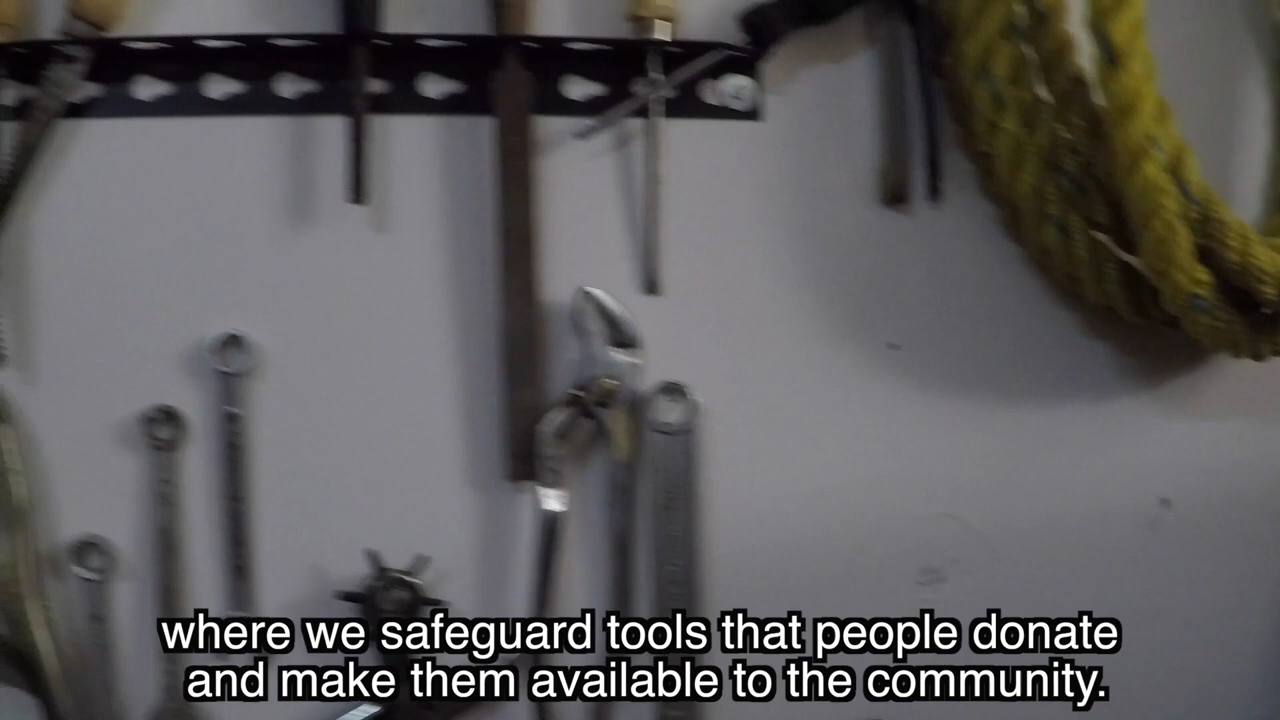 where we safeguard tools that people donate
and make them available to the community.